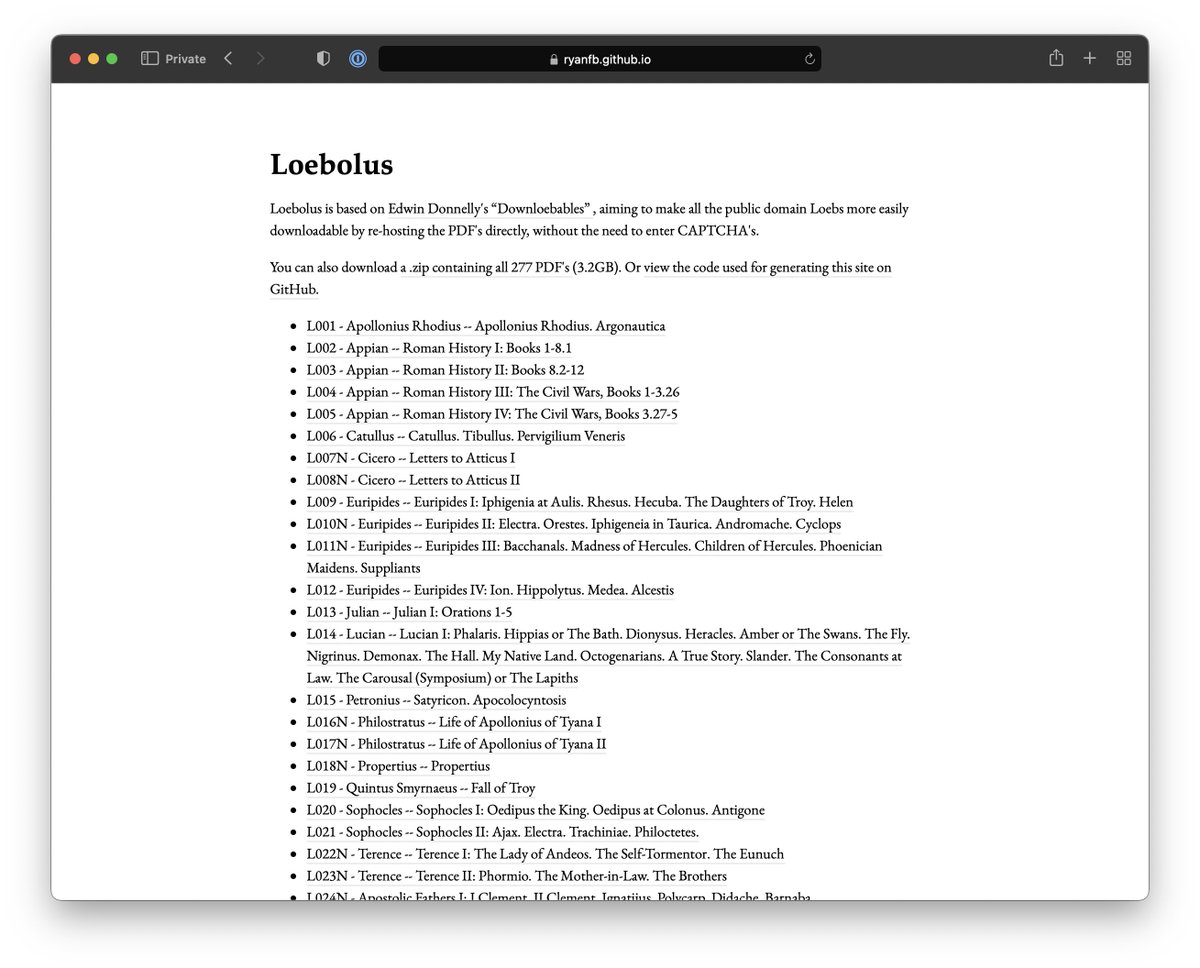 Private
ryanfb.github.io
Loebolus
Loebolus is based on Edwin Donnelly's “Downloebables” , aiming to make all the public domain Loebs more easily
downloadable by re-hosting the PDF's directly, without the need to enter CAPTCHA's.
You can also download a .zip containing all 277 PDF's (3.2GB). Or view the code used for generating this site on
GitHub.
• L001 - Apollonius Rhodius -- Apollonius Rhodius. Argonautica
• L002 - Appian -- Roman History I: Books 1-8.1
• L003 - Appian -- Roman History II: Books 8.2-12
• L004 - Appian -- Roman History III: The Civil Wars, Books 1-3.26
• L005 - Appian -- Roman History IV: The Civil Wars, Books 3.27-5
• L006 - Catullus -- Catullus. Tibullus. Pervigilium Veneris
• L007N - Cicero -- Letters to Atticus I
• L008N - Cicero -- Letters to Atticus II
• L009 - Euripides -- Euripides I: Iphigenia at Aulis. Rhesus. Hecuba. The Daughters of Troy. Helen
• L010N - Euripides -- Euripides II: Electra. Orestes. Iphigeneia in Taurica. Andromache. Cyclops
• L011N - Euripides -- Euripides III: Bacchanals. Madness of Hercules. Children of Hercules. Phoenician
Maidens. Suppliants
• L012 - Euripides -- Euripides IV: Ion. Hippolytus. Medea. Alcestis
• L013 - Julian -- Julian I: Orations 1-5
• L014 - Lucian -- Lucian I: Phalaris. Hippias or The Bath. Dionysus. Heracles. Amber or The Swans. The Fly.
Nigrinus. Demonax. The Hall. My Native Land. Octogenarians. A True Story. Slander. The Consonants at
Law. The Carousal (Symposium) or The Lapiths
• L015 - Petronius -- Satyricon. Apocolocyntosis
• L016N - Philostratus -- Life of Apollonius of Tyana I
• L017N - Philostratus -- Life of Apollonius of Tyana II
• L018N - Propertius -- Propertius
• L019 - Quintus Smyrnaeus -- Fall of Troy
• L020 - Sophocles -- Sophocles I: Oedipus the King. Oedipus at Colonus. Antigone
• L021 - Sophocles -- Sophocles II: Ajax. Electra. Trachiniae. Philoctetes.
• L022N - Terence -- Terence I: The Lady of Andeos. The Self-Tormentor. The Eunuch
• L023N - Terence -- Terence II: Phormio. The Mother-in-Law. The Brothers
• L024N - Apostolic Fathers I: I Clement. II Clement. Ignatijus. Polycarp. Didache. Barnaba